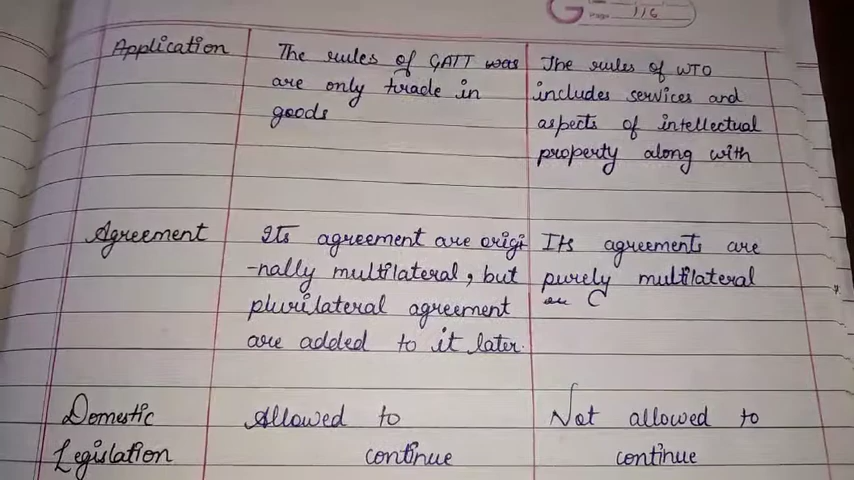 116
Application
The rules of GATT was
are only trade in
goods
The rules of WTO
includes services and
aspects of intellectual
property along with
Agreement
Its agreement are origi
-nally multilateral, but
plurilateral agreement
are added to it later.
Its agreements are
purely multilateral
Domestic
Legislation
Allowed to
continue
Not allowed to
continue